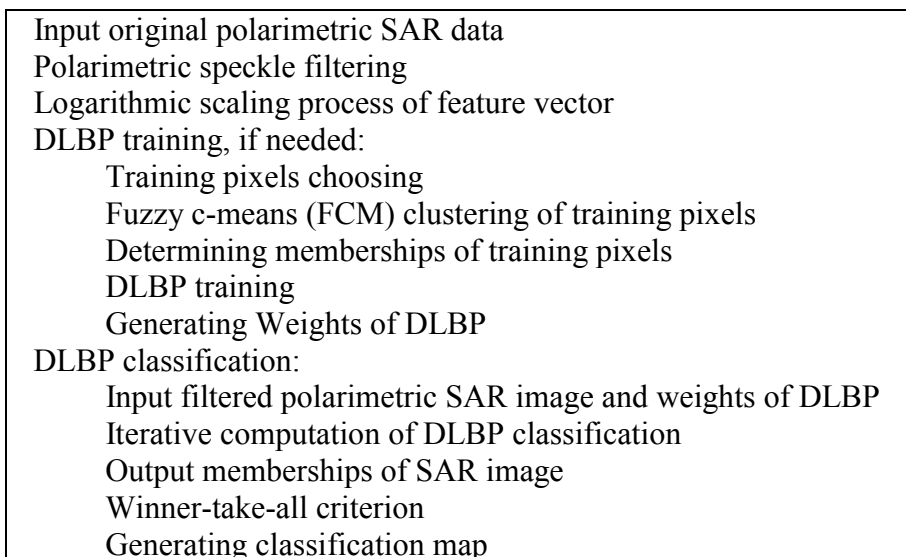 Input original polarimetric SAR data
Polarimetric speckle filtering
Logarithmic scaling process of feature vector
DLBP training, if needed:
Training pixels choosing
Fuzzy c-means (FCM) clustering of training pixels
Determining memberships of training pixels
DLBP training
Generating Weights of DLBP
DLBP classification:
Input filtered polarimetric SAR image and weights of DLBP
Iterative computation of DLBP classification
Output memberships of SAR image
Winner-take-all criterion
Generating classification map